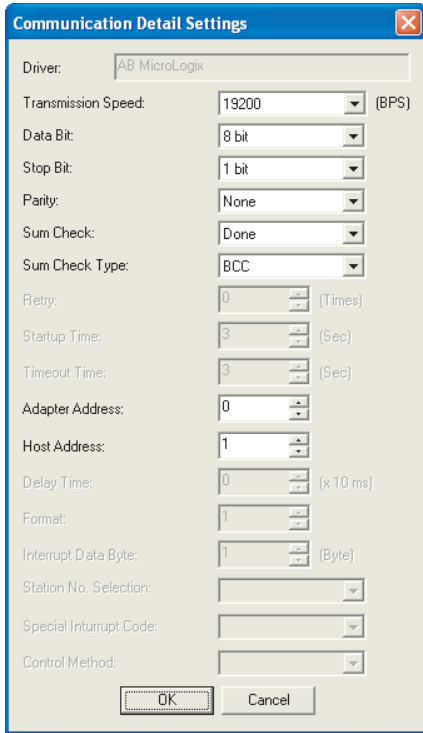 Communication Detail Settings
Driver: AB MicroLogix
Transmission Speed: 19200 (BPS)
Data Bit: 8 bit
Stop Bit: 1 bit
Parity: None
Sum Check: Done
Sum Check Type: BCC
Retry: 0 (Times)
Startup Time: 3 (Sec)
Timeout Time: 3 (Sec)
Adapter Address: 0
Host Address: 1
Delay Time: 0 (x 10 ms)
Format: 1
Interrupt Data Byte: 1 (Byte)
Station No. Selection:
Special Inturrupt Code:
Control Method:
OK Cancel